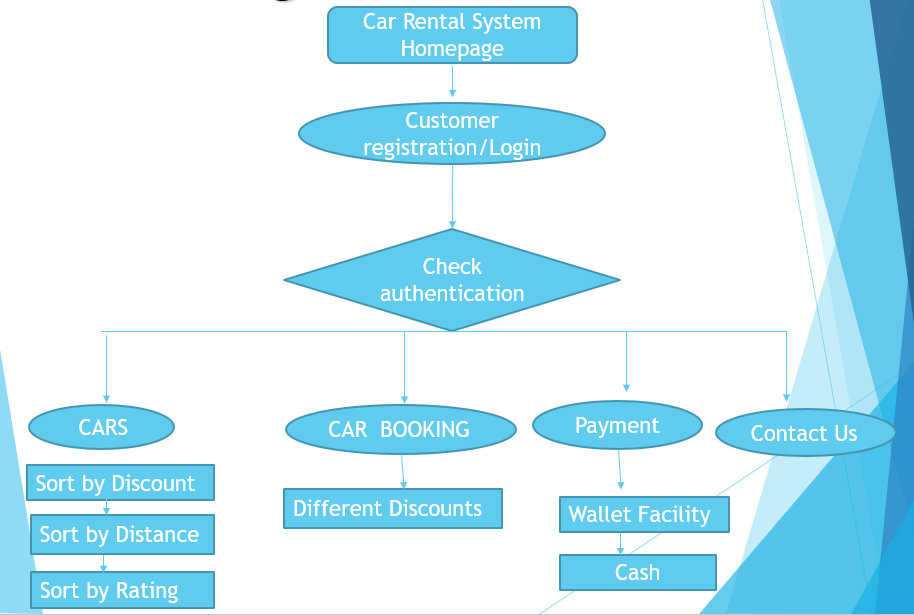 Car Rental System
Homepage
Customer
registration/Login
Check
authentication
CARS
CAR BOOKING
Payment
Contact Us
Sort by Discount
Different Discounts
Wallet Facility
Sort by Distance
Cash
Sort by Rating